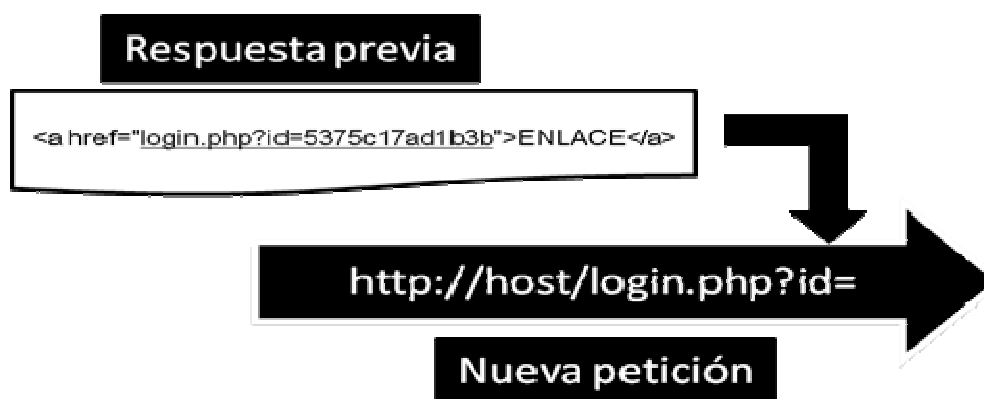 Respuesta previa
<a href="login.php?id=5375c17ad1b3b">ENLACE</a>
http://host/login.php?id=
Nueva petición